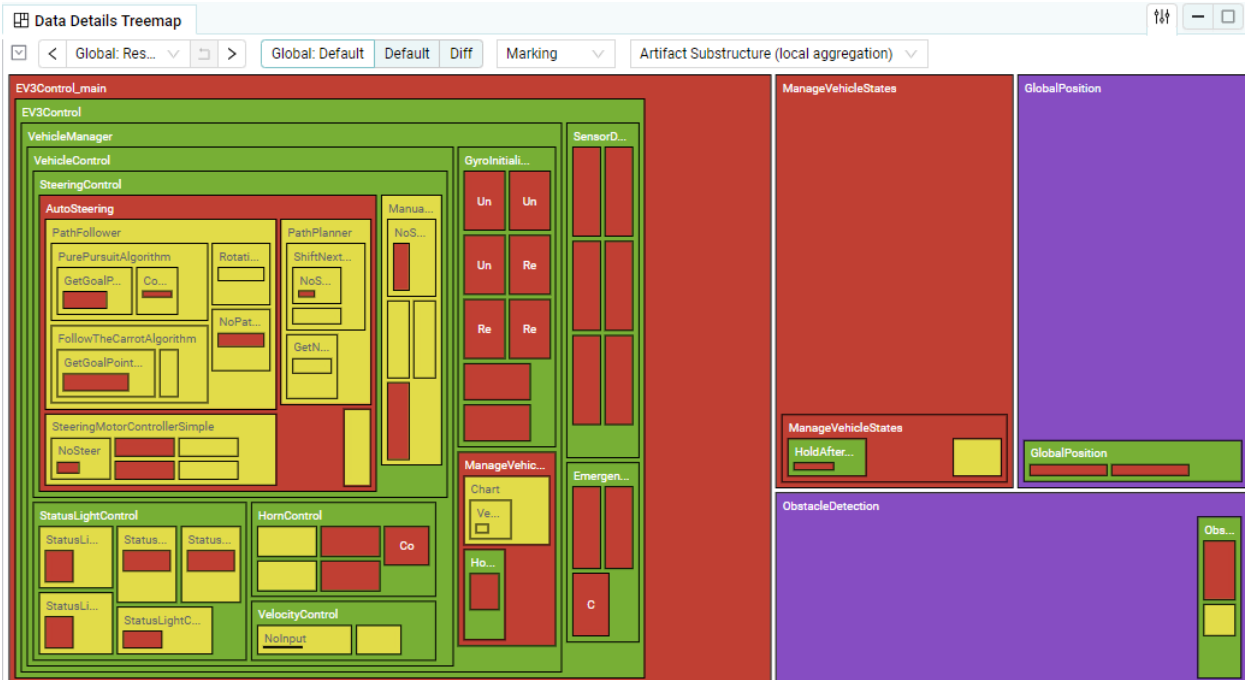 Data Details Treemap
Global: Res... Global: Default Default Diff Marking Artifact Substructure (local aggregation)
EV3Control_main
ManageVehicleStates
GlobalPosition
EV3Control
VehicleManager
SensorD...
VehicleControl
GyroInitiali...
SteeringControl
AutoSteering
Manua...
Un
Un
PathFollower
PathPlanner
NoS...
PurePursuitAlgorithm
Rotati...
ShiftNext...
Un
Re
GetGoalP...
Co...
NoS...
NoPat...
Re
Re
FollowTheCarrotAlgorithm
GetN...
GetGoalPoint...
SteeringMotorControllerSimple
NoSteer
ManageVehicleStates
HoldAfter...
GlobalPosition
ManageVehic...
Emergen...
Chart
Ve...
StatusLightControl
HornControl
ObstacleDetection
StatusLi...
Status...
Status...
Co
Obs...
Ho...
StatusLi...
StatusLightC...
VelocityControl
C
NoInput